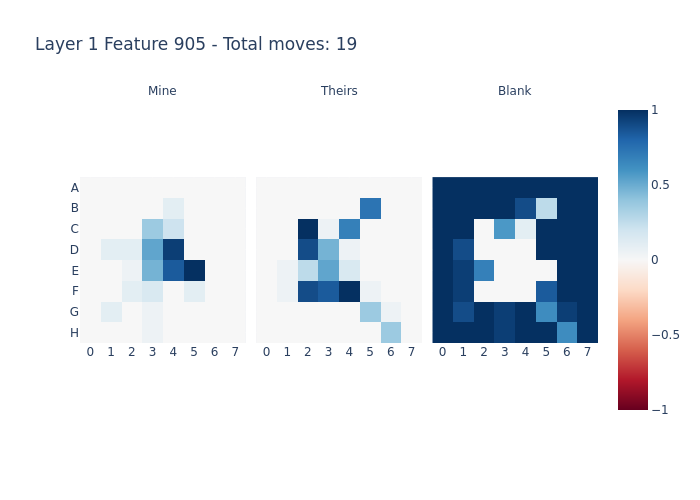 Layer 1 Feature 905 - Total moves: 19
Mine Theirs Blank
A
B
C
D
E
F
G
H
0 1 2 3 4 5 6 7 0 1 2 3 4 5 6 7 0 1 2 3 4 5 6 7
1
0.5
0
−0.5
−1